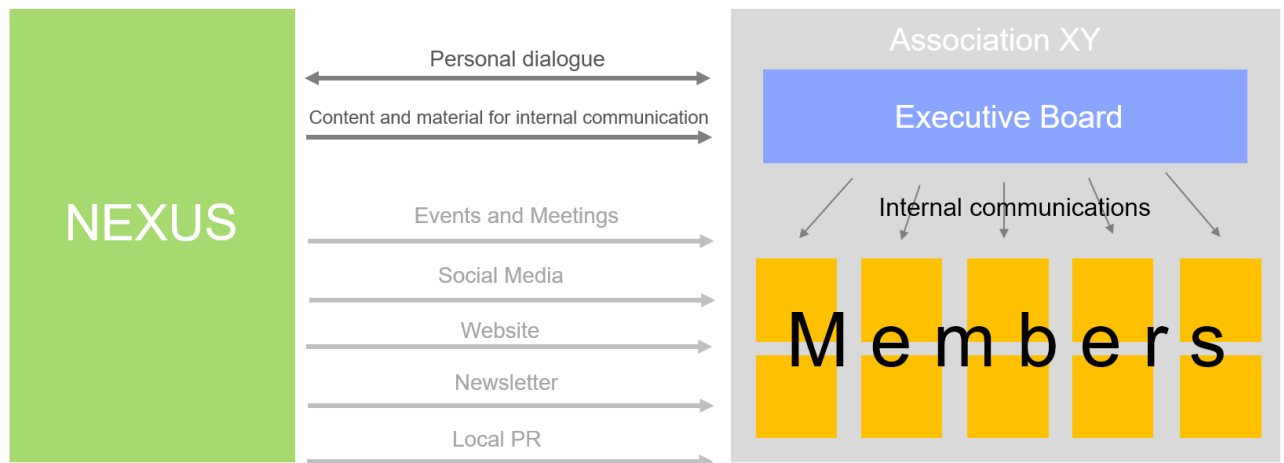 NEXUS
Personal dialogue
Content and material for internal communication
Events and Meetings
Social Media
Website
Newsletter
Local PR
Association XY
Executive Board
Internal communications
Members